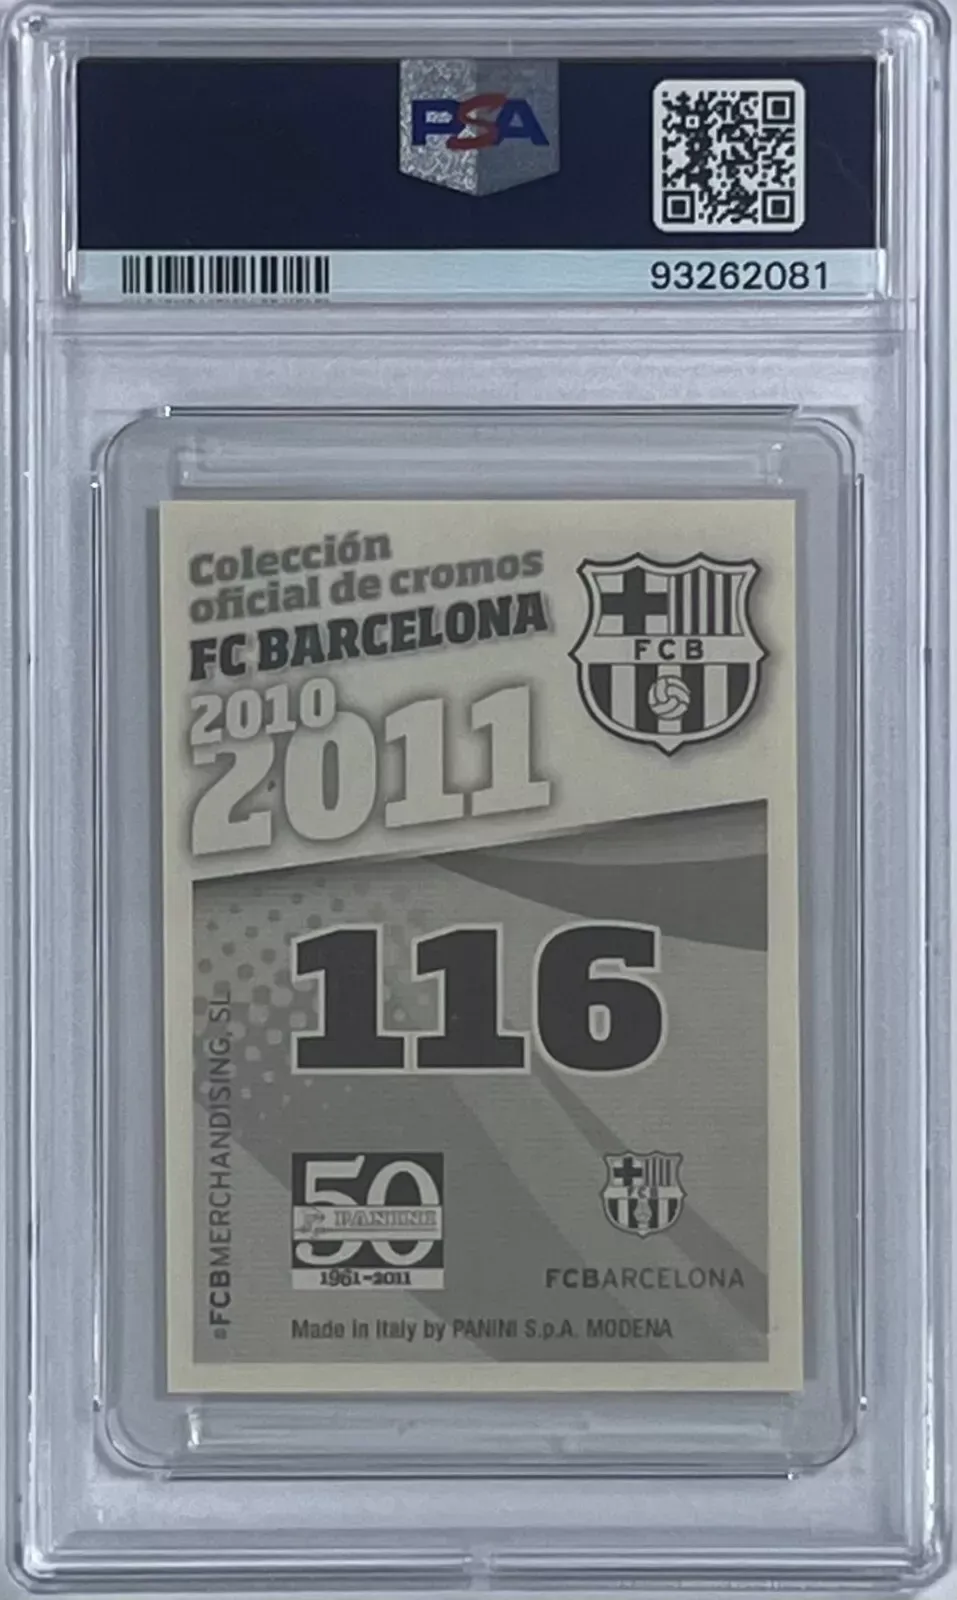 PSA
93262081
Colección
oficial de cromos
FC BARCELONA
2010
2011
FCB
116
©FCBMERCHANDISING, SL
50
PANINI
1961-2011
FCB
FCBARCELONA
Made in Italy by PANINI S.p.A. MODENA